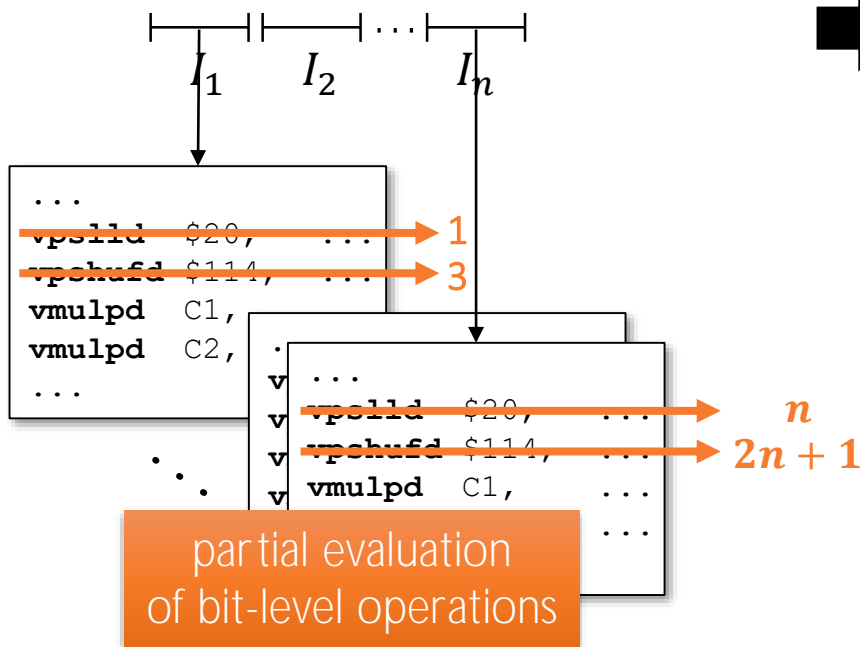 ...
I₁ I₂ Iₙ
...
vpslld $20, ... 1
vpshufd $114, ... 3
vmulpd C1,
vmulpd C2,
...
v
v
v
v
...
vpslld $20, ... n
vpshufd $114, ... 2n + 1
vmulpd C1, ...
...
partial evaluation
of bit-level operations